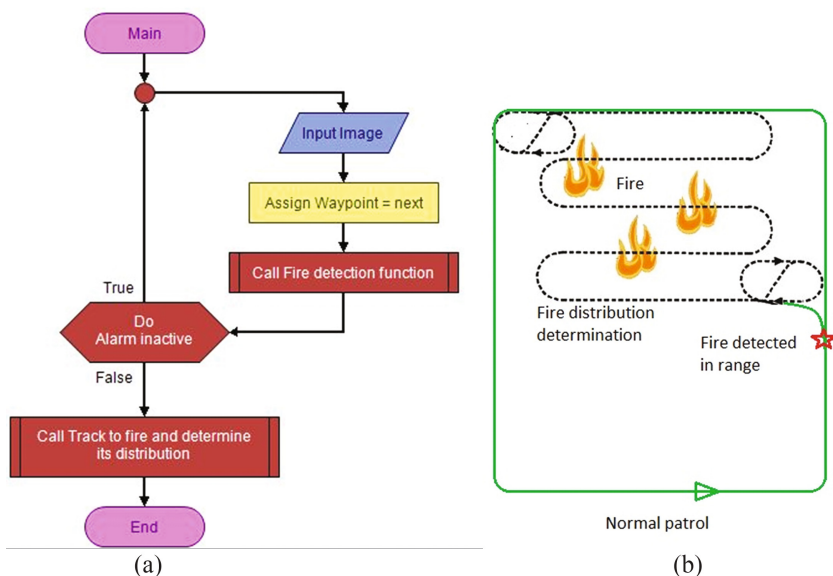 Main
Input Image
Assign Waypoint = next
Call Fire detection function
True
Do
Alarm inactive
False
Call Track to fire and determine
its distribution
End
(a)
Fire
Fire distribution
determination
Fire detected
in range
Normal patrol
(b)